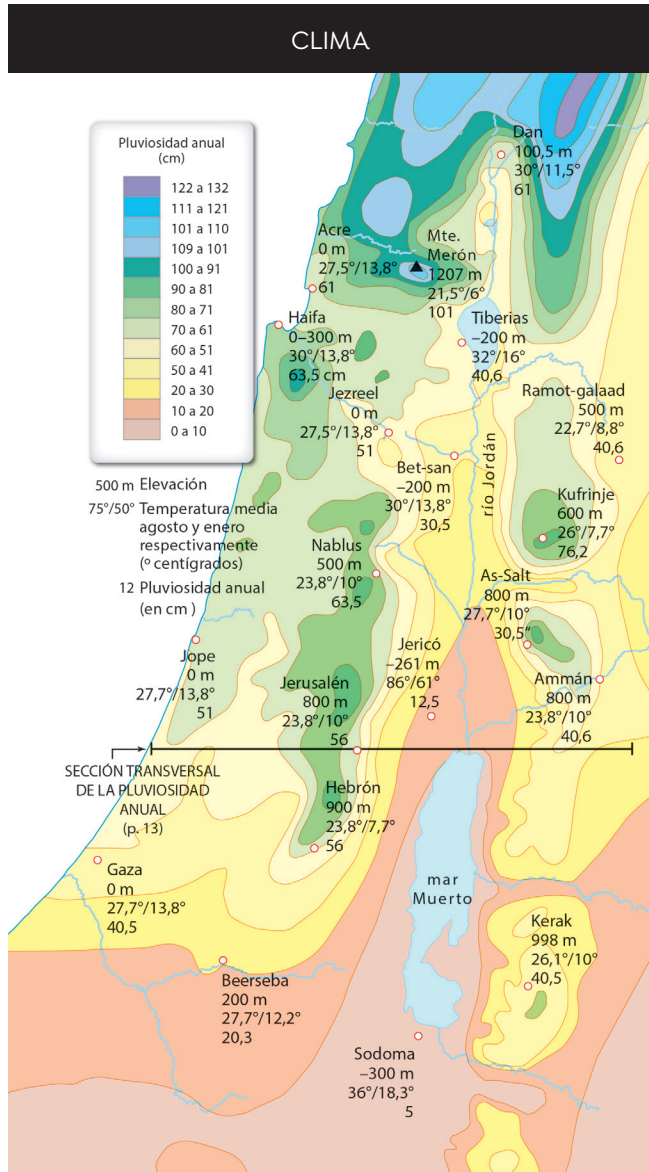 CLIMA
Pluviosidad anual
(cm)
122 a 132
111 a 121
101 a 110
109 a 101
100 a 91
90 a 81
80 a 71
70 a 61
60 a 51
50 a 41
20 a 30
10 a 20
0 a 10
500 m Elevación
75°/50° Temperatura media
agosto y enero
respectivamente
(º centígrados)
12 Pluviosidad anual
(en cm )
Dan
100,5 m
30°/11,5°
61
Acre
0 m
27,5°/13,8°
61
Mte.
Merón
1207 m
21,5°/6°
101
Haifa
0–300 m
30°/13,8°
63,5 cm
Tiberias
–200 m
32°/16°
40,6
Jezreel
0 m
27,5°/13,8°
51
Ramot-galaad
500 m
22,7°/8,8°
40,6
Bet-san
–200 m
30°/13,8°
30,5
río Jordán
Kufrinje
600 m
26°/7,7°
76,2
Nablus
500 m
23,8°/10°
63,5
As-Salt
800 m
27,7°/10°
30,5”
Jope
0 m
27,7°/13,8°
51
Jericó
–261 m
86°/61°
12,5
Jerusalén
800 m
23,8°/10°
56
Ammán
800 m
23,8°/10°
40,6
SECCIÓN TRANSVERSAL
DE LA PLUVIOSIDAD
ANUAL
(p. 13)
Hebrón
900 m
23,8°/7,7°
56
Gaza
0 m
27,7°/13,8°
40,5
mar
Muerto
Kerak
998 m
26,1°/10°
40,5
Beerseba
200 m
27,7°/12,2°
20,3
Sodoma
–300 m
36°/18,3°
5